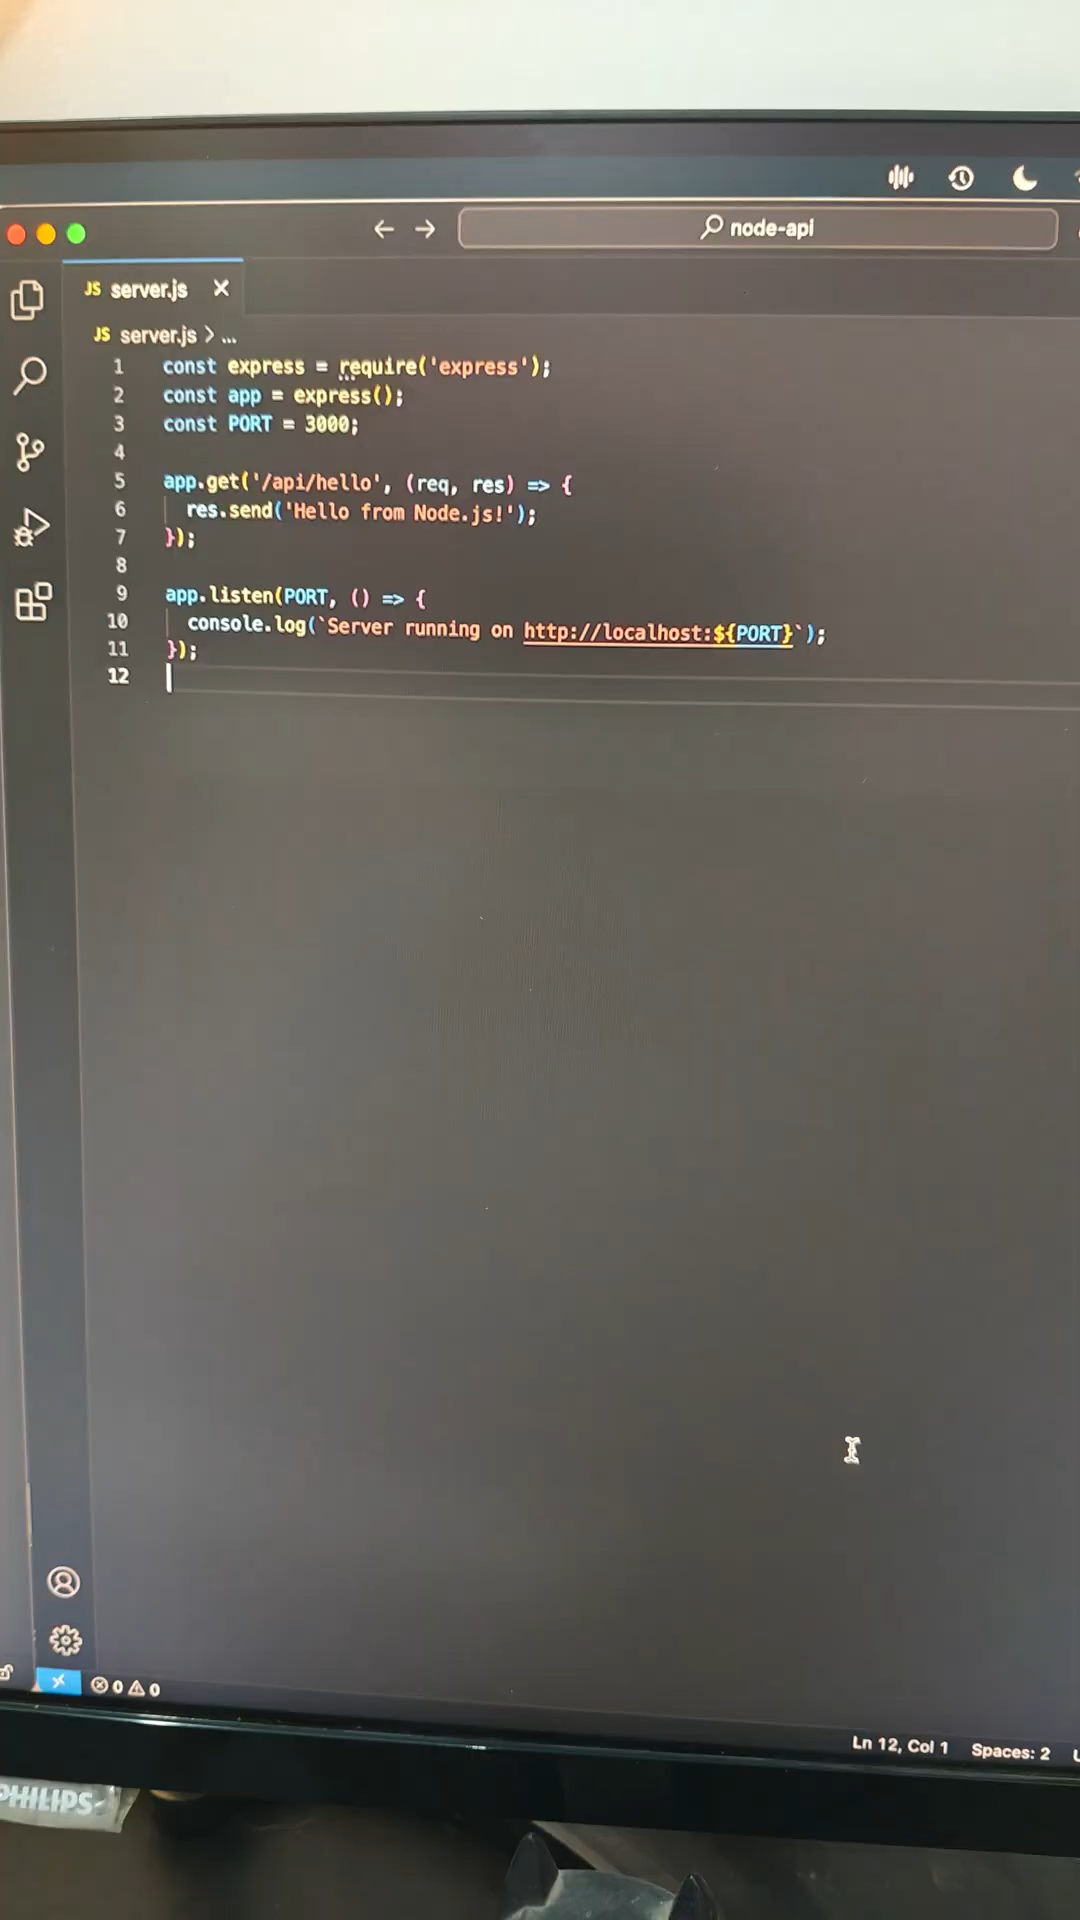 node-api
JS server.js ×
JS server.js > ...
1 const express = require('express');
2 const app = express();
3 const PORT = 3000;
4
5 app.get('/api/hello', (req, res) => {
6   res.send('Hello from Node.js!');
7 });
8
9 app.listen(PORT, () => {
10   console.log(`Server running on http://localhost:${PORT}`);
11 });
12
0 0
Ln 12, Col 1 Spaces: 2
PHILIPS